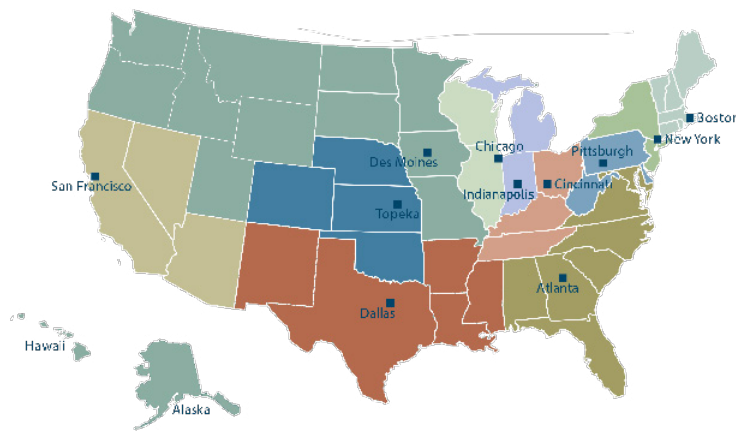 Boston
New York
Chicago
Pittsburgh
Des Moines
San Francisco
Cincinnati
Indianapolis
Topeka
Atlanta
Dallas
Hawaii
Alaska